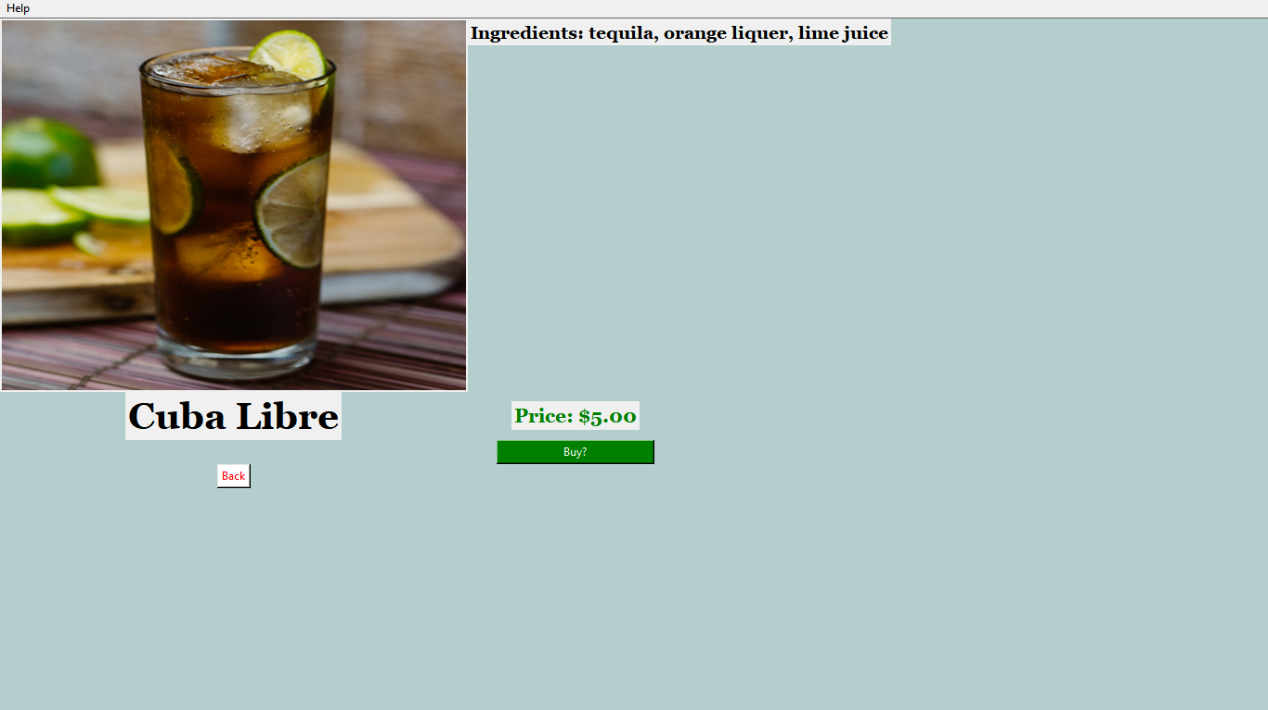 Help
Ingredients: tequila, orange liquer, lime juice
Cuba Libre
Price: $5.00
Buy?
Back